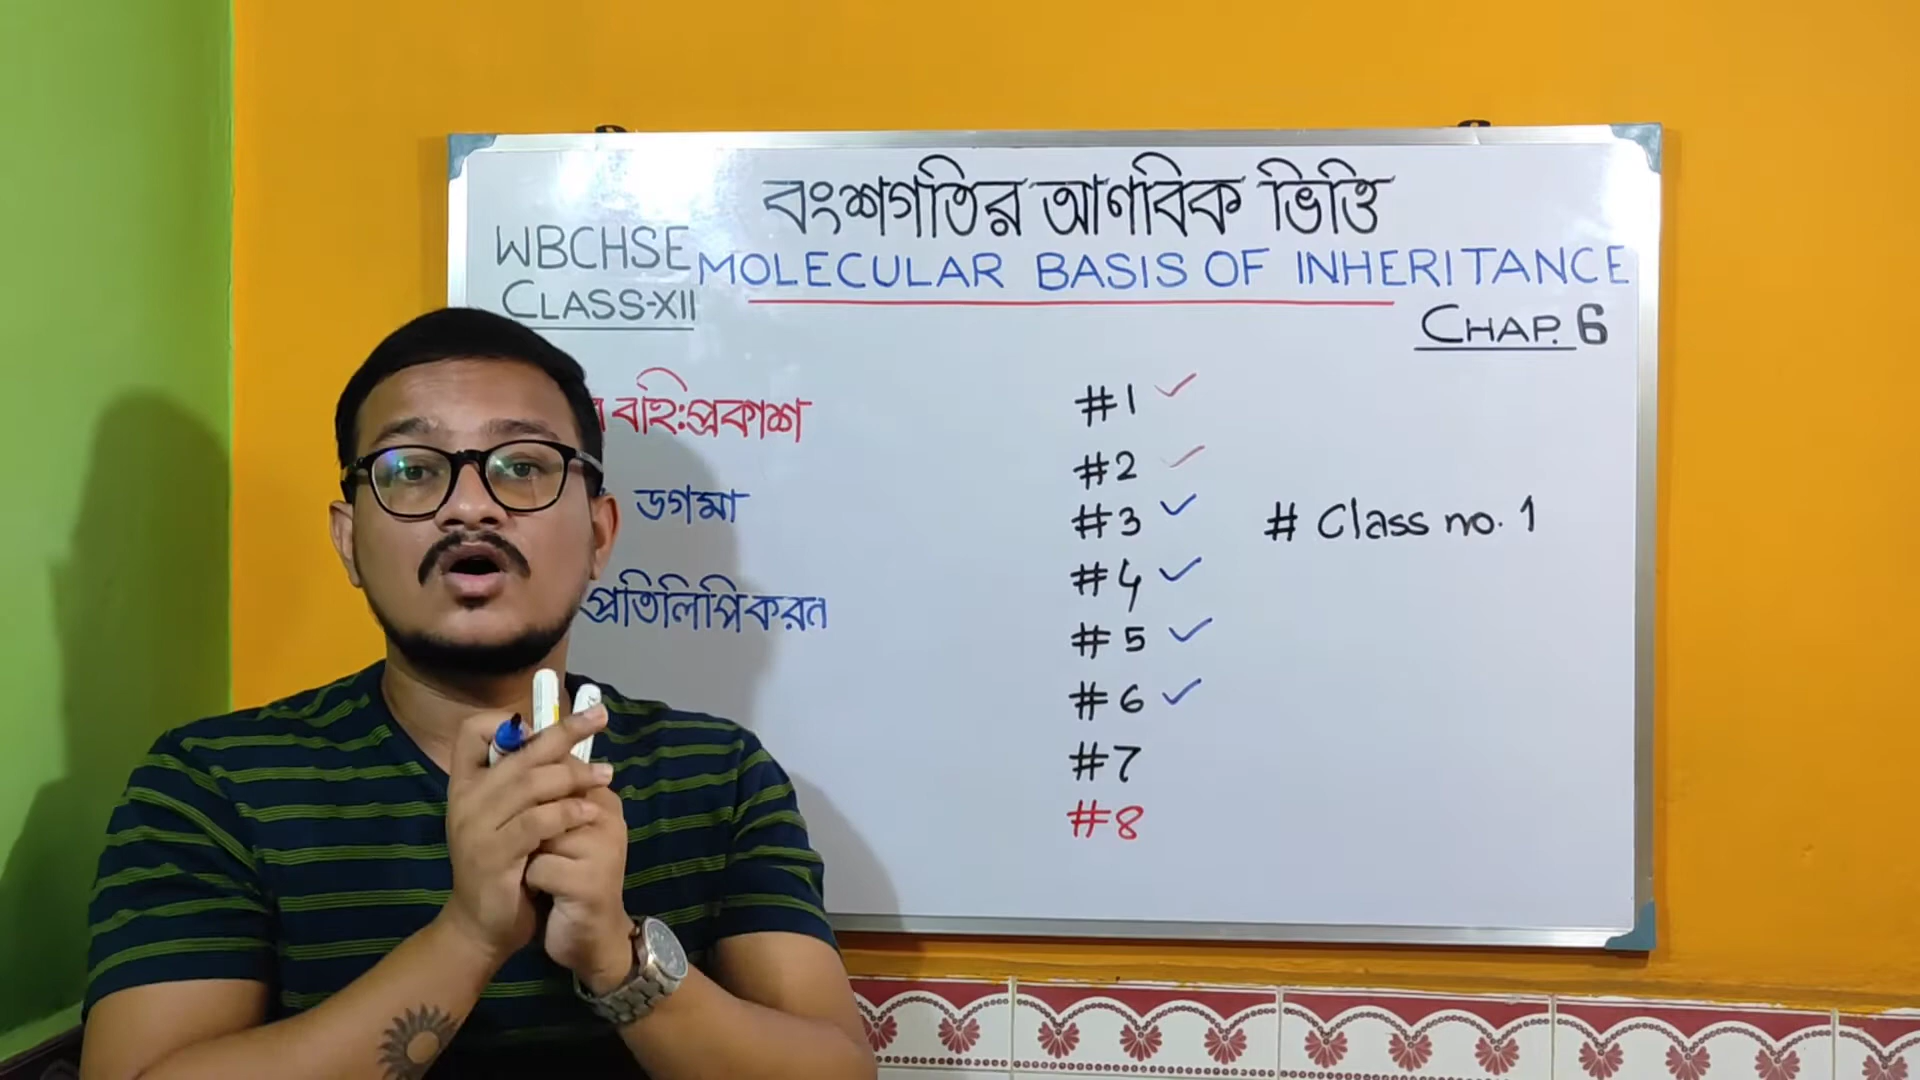 বংশগতির আণবিক ভিত্তি
WBCHSE
MOLECULAR BASIS OF INHERITANCE
CLASS-XII
CHAP. 6
বহিঃপ্রকাশ
ডগমা
প্রতিলিপিকরন
#1
#2
#3
#4
#5
#6
#7
#8
# Class no. 1